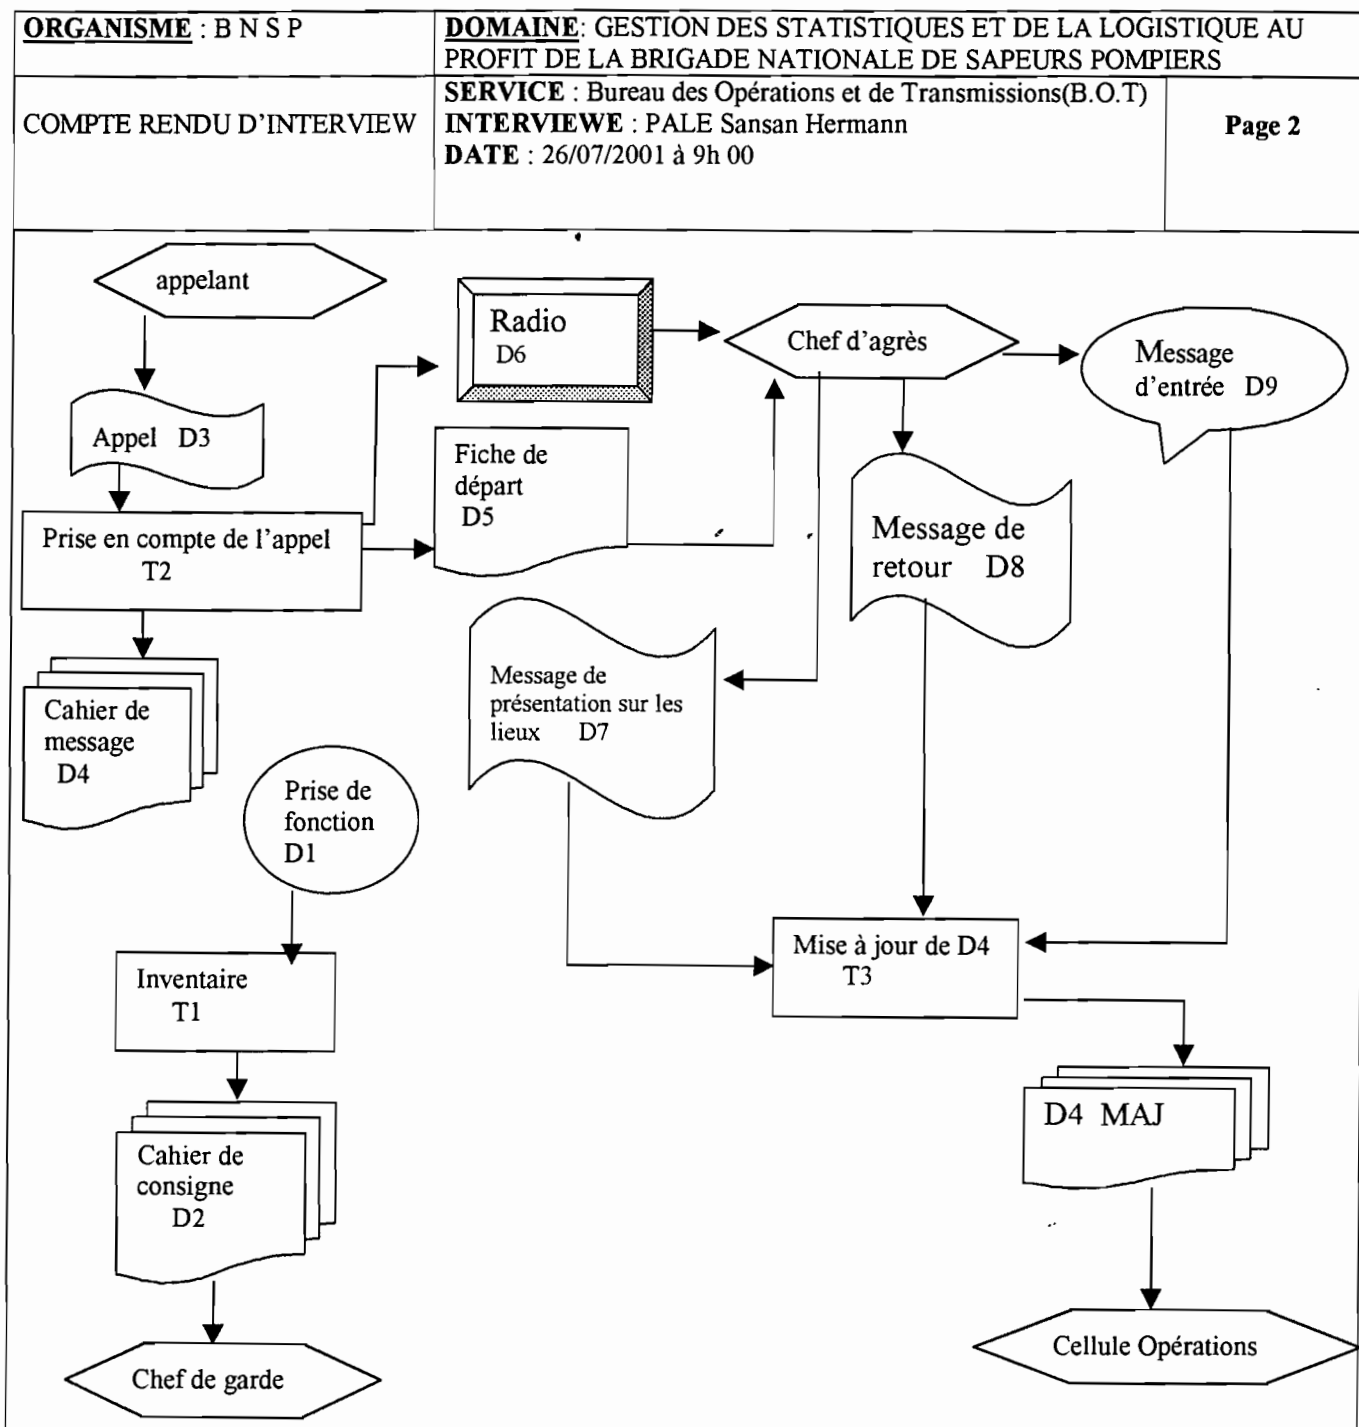 ORGANISME : B N S P
DOMAINE: GESTION DES STATISTIQUES ET DE LA LOGISTIQUE AU
PROFIT DE LA BRIGADE NATIONALE DE SAPEURS POMPIERS
COMPTE RENDU D'INTERVIEW
SERVICE : Bureau des Opérations et de Transmissions(B.O.T)
INTERVIEWE : PALE Sansan Hermann
DATE : 26/07/2001 à 9h 00
Page 2
appelant
Radio
D6
Chef d'agrès
Message
d'entrée D9
Appel D3
Fiche de
départ
D5
Prise en compte de l'appel
T2
Message de
retour D8
Message de
présentation sur les
lieux D7
Cahier de
message
D4
Prise de
fonction
D1
Inventaire
T1
Mise à jour de D4
T3
D4 MAJ
Cahier de
consigne
D2
Cellule Opérations
Chef de garde